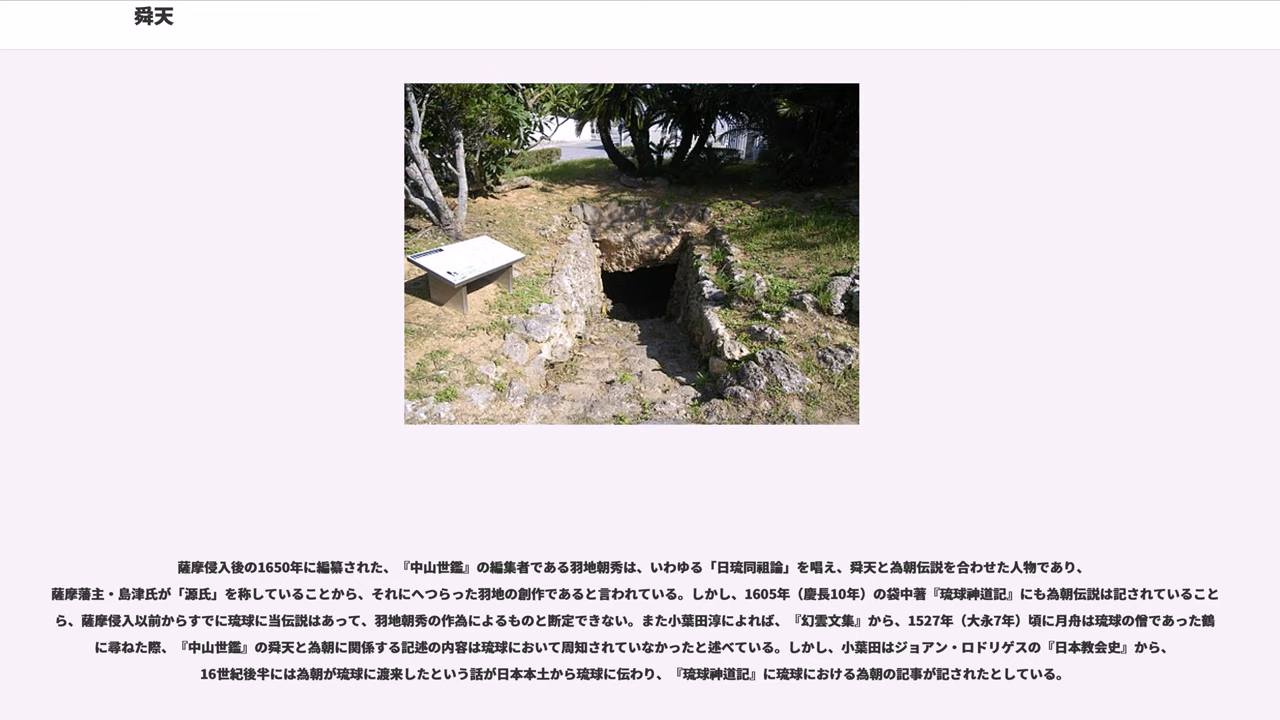 舜天
薩摩侵入後の1650年に編纂された、『中山世鑑』の編集者である羽地朝秀は、いわゆる「日琉同祖論」を唱え、舜天と為朝伝説を合わせた人物であり、
薩摩藩主・島津氏が「源氏」を称していることから、それにへつらった羽地の創作であると言われている。しかし、1605年（慶長10年）の袋中著『琉球神道記』にも為朝伝説は記されていること
ら、薩摩侵入以前からすでに琉球に当伝説はあって、羽地朝秀の作為によるものと断定できない。また小葉田淳によれば、『幻雲文集』から、1527年（大永7年）頃に月舟は琉球の僧であった鶴
に尋ねた際、『中山世鑑』の舜天と為朝に関係する記述の内容は琉球において周知されていなかったと述べている。しかし、小葉田はジョアン・ロドリゲスの『日本教会史』から、
16世紀後半には為朝が琉球に渡来したという話が日本本土から琉球に伝わり、『琉球神道記』に琉球における為朝の記事が記されたとしている。